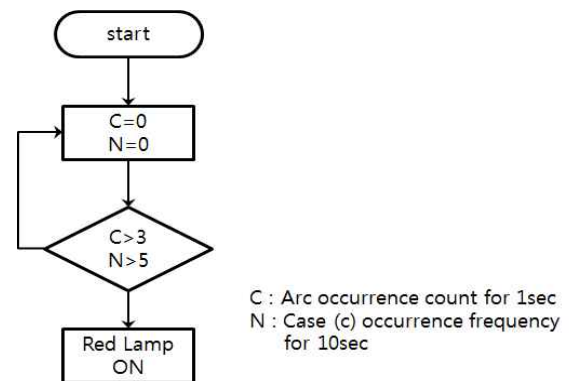 start
C=0
N=0
C>3
N>5
C : Arc occurrence count for 1sec
N : Case (c) occurrence frequency
for 10sec
Red Lamp
ON